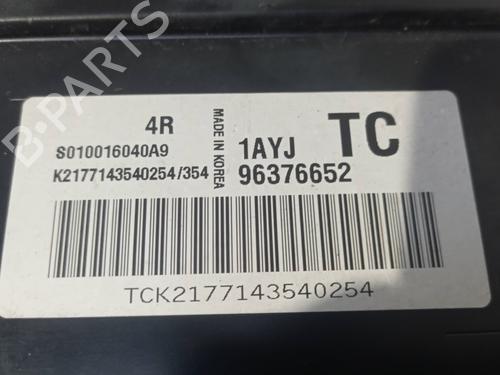 4R
S010016040A9
K2177143540254/354
MADE IN KOREA
1AYJ
TC
96376652
TCK2177143540254
B-PARTS